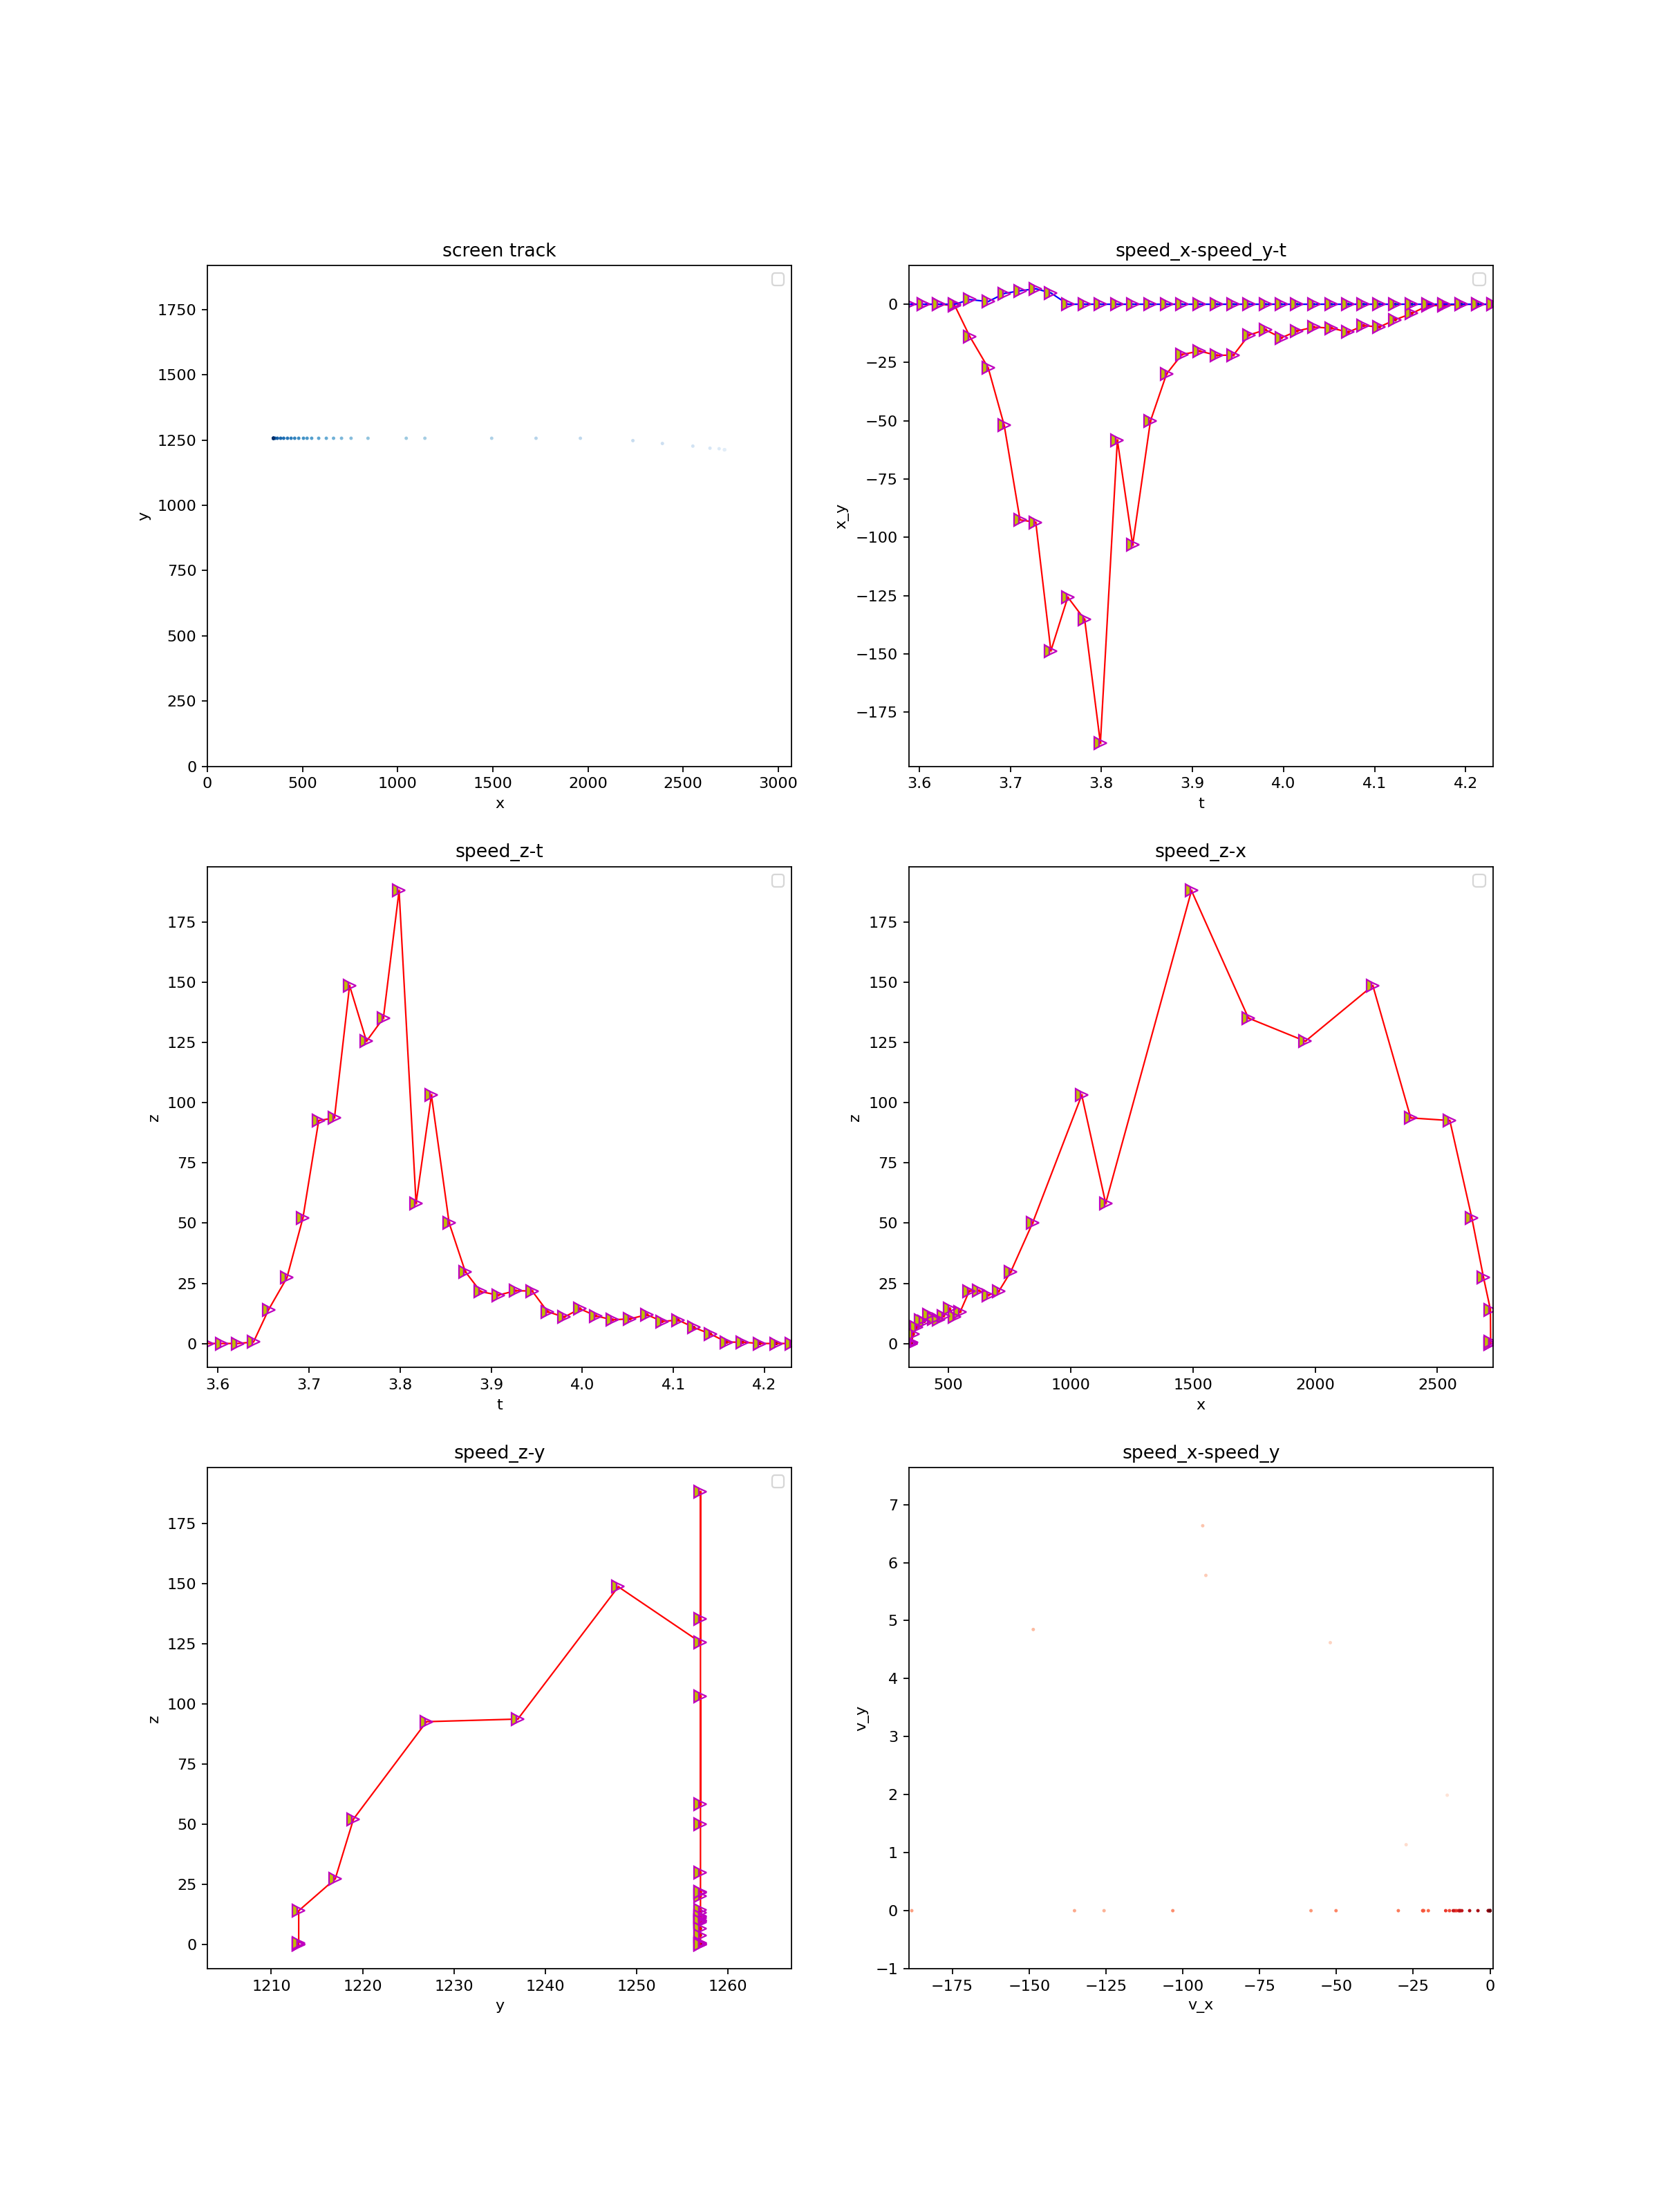 screen track
1750
1500
1250
1000
750
500
250
0
0 500 1000 1500 2000 2500 3000
x
y
speed_x-speed_y-t
0
−25
−50
−75
−100
−125
−150
−175
3.6 3.7 3.8 3.9 4.0 4.1 4.2
t
x_y
speed_z-t
175
150
125
100
75
50
25
0
3.6 3.7 3.8 3.9 4.0 4.1 4.2
t
z
speed_z-x
175
150
125
100
75
50
25
0
500 1000 1500 2000 2500
x
z
speed_z-y
175
150
125
100
75
50
25
0
1210 1220 1230 1240 1250 1260
y
z
speed_x-speed_y
7
6
5
4
3
2
1
0
−1
−175 −150 −125 −100 −75 −50 −25 0
v_x
v_y